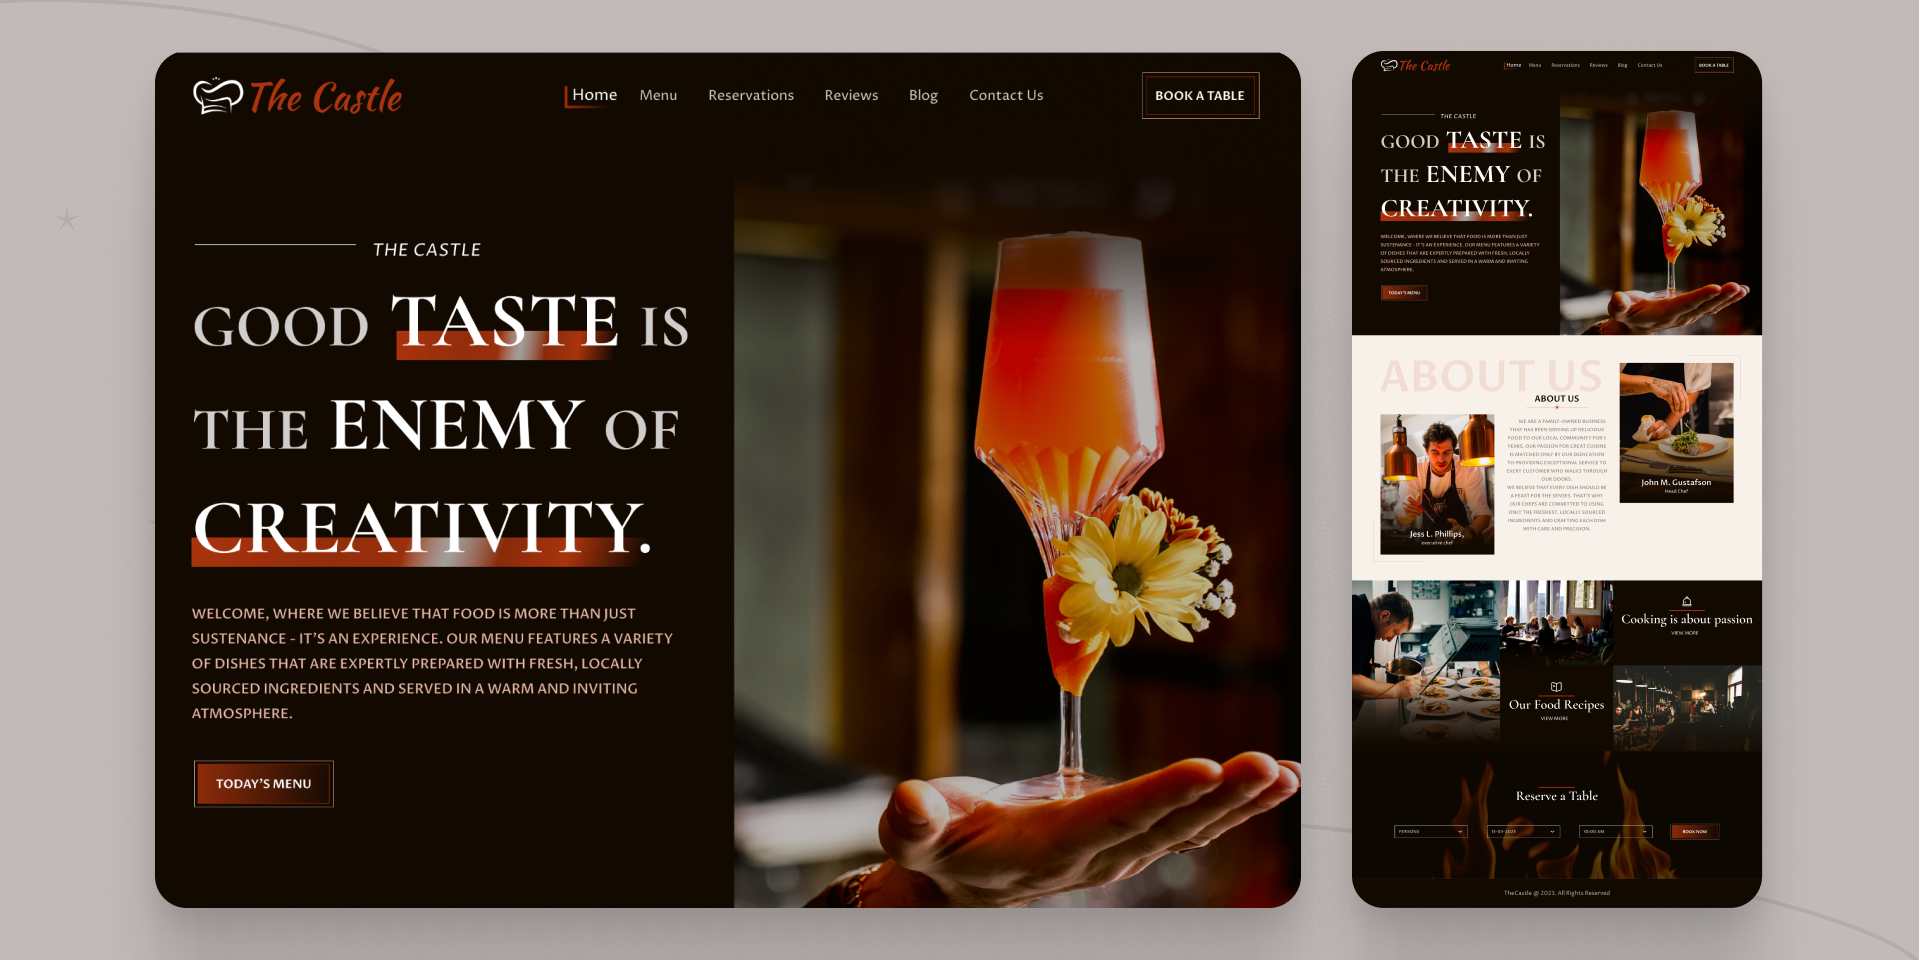 The Castle
Home Menu Reservations Reviews Blog Contact Us
BOOK A TABLE
THE CASTLE
GOOD TASTE IS
THE ENEMY OF
CREATIVITY.
WELCOME, WHERE WE BELIEVE THAT FOOD IS MORE THAN JUST
SUSTENANCE - IT'S AN EXPERIENCE. OUR MENU FEATURES A VARIETY
OF DISHES THAT ARE EXPERTLY PREPARED WITH FRESH, LOCALLY
SOURCED INGREDIENTS AND SERVED IN A WARM AND INVITING
ATMOSPHERE.
TODAY'S MENU
The Castle
Home Menu Reservations Reviews Blog Contact Us
BOOK A TABLE
THE CASTLE
GOOD TASTE IS
THE ENEMY OF
CREATIVITY.
WELCOME, WHERE WE BELIEVE THAT FOOD IS MORE THAN JUST
SUSTENANCE - IT'S AN EXPERIENCE. OUR MENU FEATURES A VARIETY
OF DISHES THAT ARE EXPERTLY PREPARED WITH FRESH, LOCALLY
SOURCED INGREDIENTS AND SERVED IN A WARM AND INVITING
ATMOSPHERE.
TODAY'S MENU
ABOUT US
ABOUT US
WE ARE A FAMILY-OWNED BUSINESS
THAT HAS BEEN SERVING UP DELICIOUS
FOOD TO OUR LOCAL COMMUNITY FOR
YEARS. OUR PASSION FOR GREAT CUISINE
IS MATCHED ONLY BY OUR DEDICATION
TO PROVIDING EXCEPTIONAL SERVICE TO
EVERY CUSTOMER WHO WALKS THROUGH
OUR DOORS.
WE BELIEVE THAT EVERY DISH SHOULD BE
A FEAST FOR THE SENSES. THAT'S WHY
OUR CHEFS ARE COMMITTED TO USING
ONLY THE FRESHEST, LOCALLY SOURCED
INGREDIENTS AND CRAFTING EACH DISH
WITH CARE AND PRECISION.
Jess L. Phillips,
executive chef
John M. Gustafson
Head Chef
Cooking is about passion
VIEW MORE
Our Food Recipes
VIEW MORE
Reserve a Table
PERSONS
11-03-2023
10:00 AM
BOOK NOW
TheCastle @ 2023. All Rights Reserved